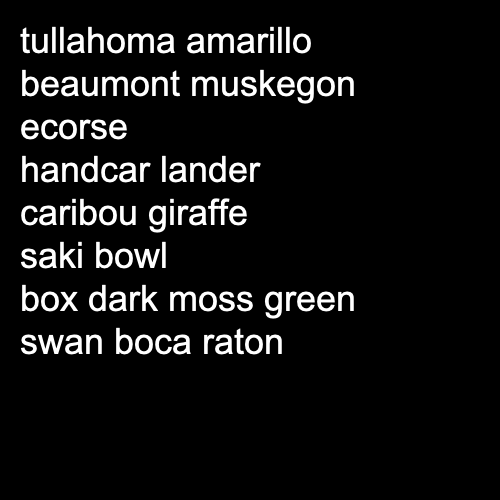 tullahoma amarillo
beaumont muskegon
ecorse
handcar lander
caribou giraffe
saki bowl
box dark moss green
swan boca raton